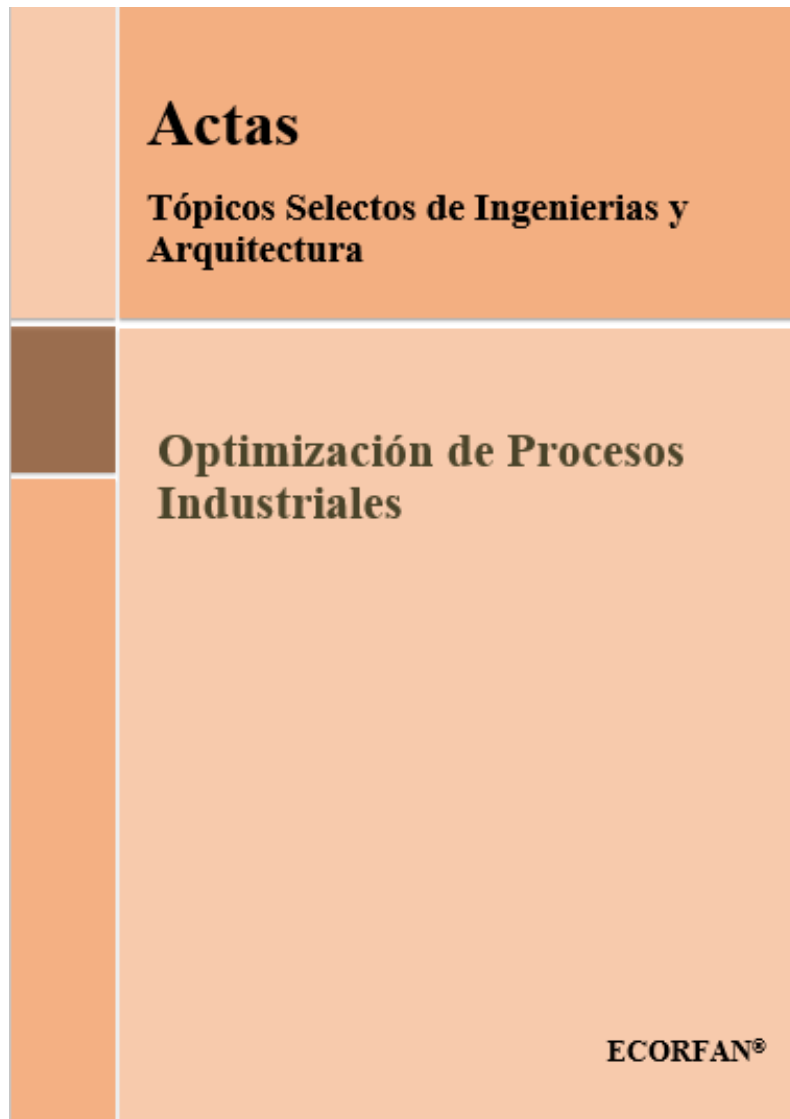 Actas
Tópicos Selectos de Ingenierias y
Arquitectura
Optimización de Procesos
Industriales
ECORFAN®